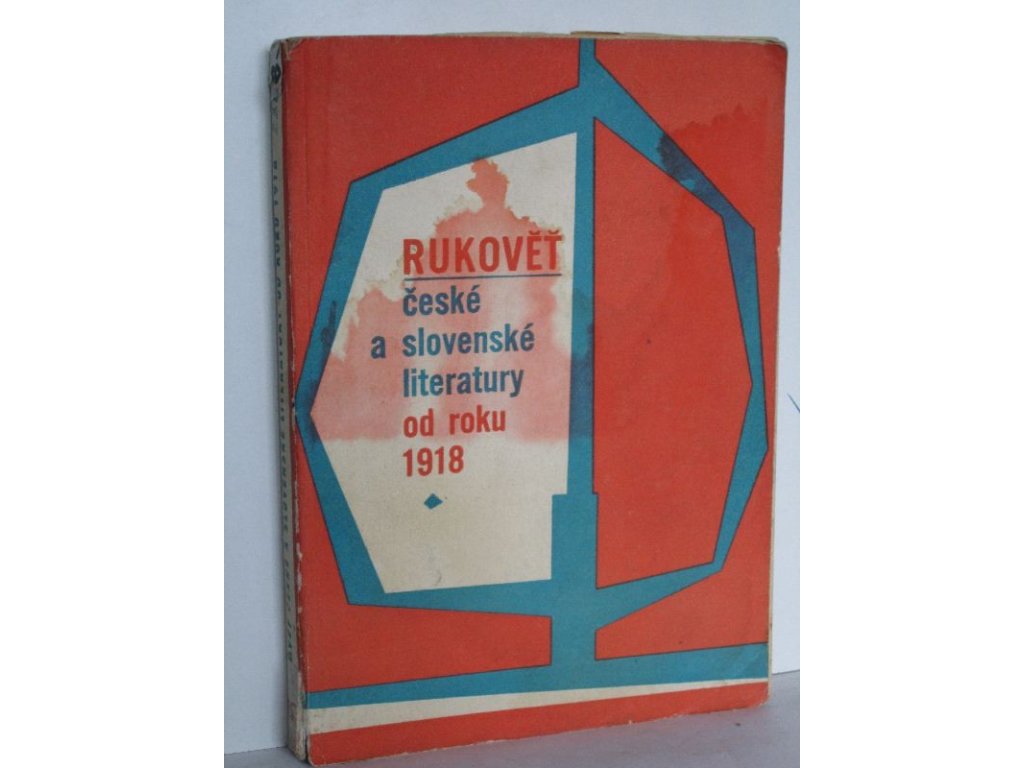 RUKOVĚŤ
české
a slovenské
literatury
od roku
1918